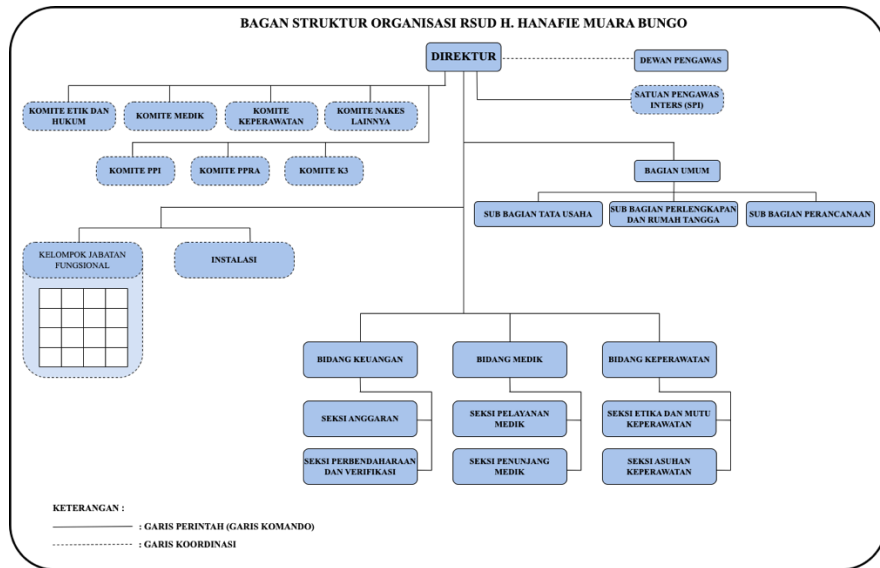 BAGAN STRUKTUR ORGANISASI RSUD H. HANAFIE MUARA BUNGO
DIREKTUR
DEWAN PENGAWAS
SATUAN PENGAWAS
INTERS (SPI)
KOMITE ETIK DAN
HUKUM
KOMITE MEDIK
KOMITE
KEPERAWATAN
KOMITE NAKES
LAINNYA
KOMITE PPI
KOMITE PPRA
KOMITE K3
BAGIAN UMUM
SUB BAGIAN TATA USAHA
SUB BAGIAN PERLENGKAPAN
DAN RUMAH TANGGA
SUB BAGIAN PERANCANAAN
KELOMPOK JABATAN
FUNGSIONAL
INSTALASI
BIDANG KEUANGAN
BIDANG MEDIK
BIDANG KEPERAWATAN
SEKSI ANGGARAN
SEKSI PELAYANAN
MEDIK
SEKSI ETIKA DAN MUTU
KEPERAWATAN
SEKSI PERBENDAHARAAN
DAN VERIFIKASI
SEKSI PENUNJANG
MEDIK
SEKSI ASUHAN
KEPERAWATAN
KETERANGAN :
: GARIS PERINTAH (GARIS KOMANDO)
: GARIS KOORDINASI